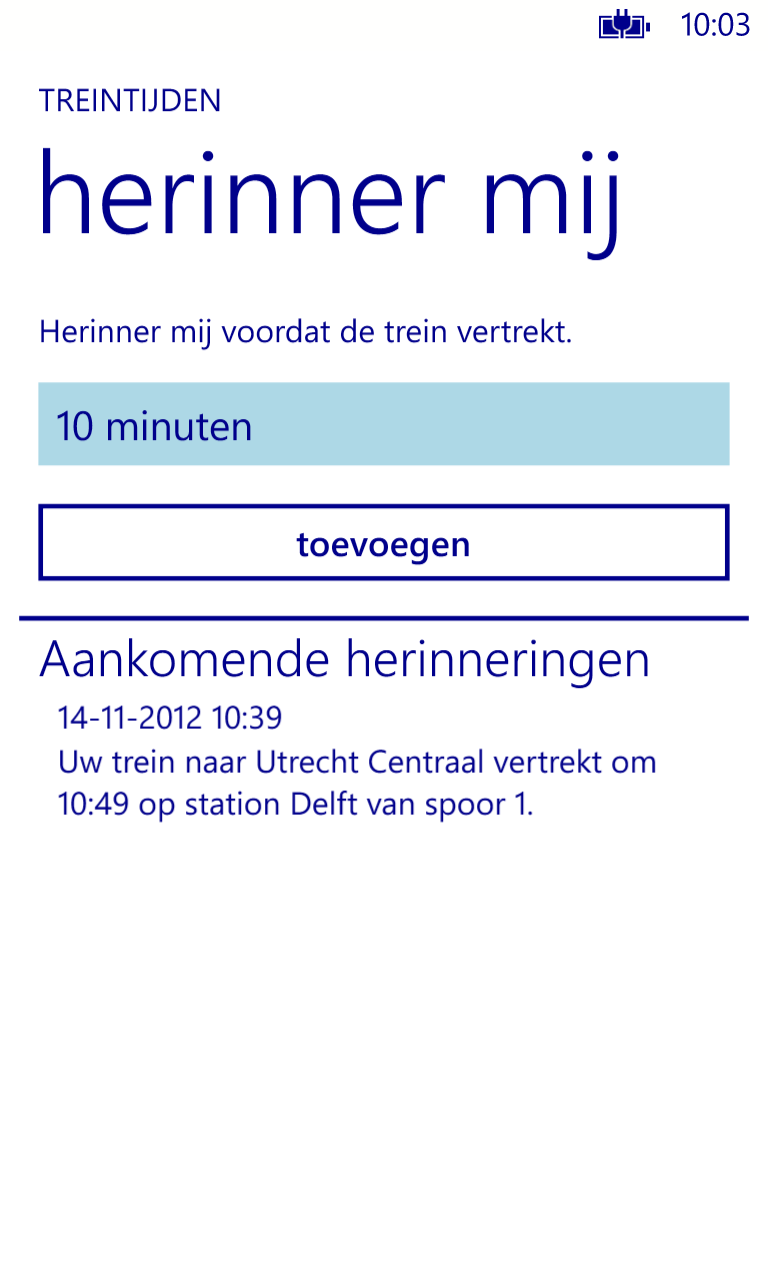 10:03
TREINTIJDEN
herinner mij
Herinner mij voordat de trein vertrekt.
10 minuten
toevoegen
Aankomende herinneringen
14-11-2012 10:39
Uw trein naar Utrecht Centraal vertrekt om
10:49 op station Delft van spoor 1.